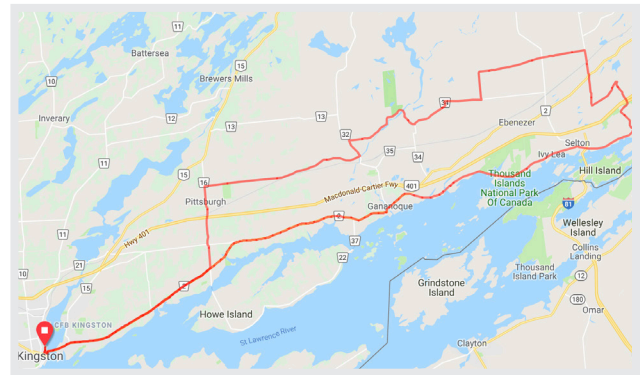 11
Battersea
10
Brewers Mills
15
Inverary
12
13
13
32
31
2
Ebenezer
11
35
34
Selton
Ivy Lea
15
16
401
Macdonald-Cartier Fwy
Thousand
Islands
National Park
Of Canada
Hill Island
Pittsburgh
Gananoque
81
Wellesley
Island
2
Hwy 401
11
21
37
Collins
Landing
10
22
Thousand
Island Park
12
15
2
Grindstone
Island
180
Howe Island
Omar
CFB KINGSTON
St Lawrence River
Clayton
Kingston